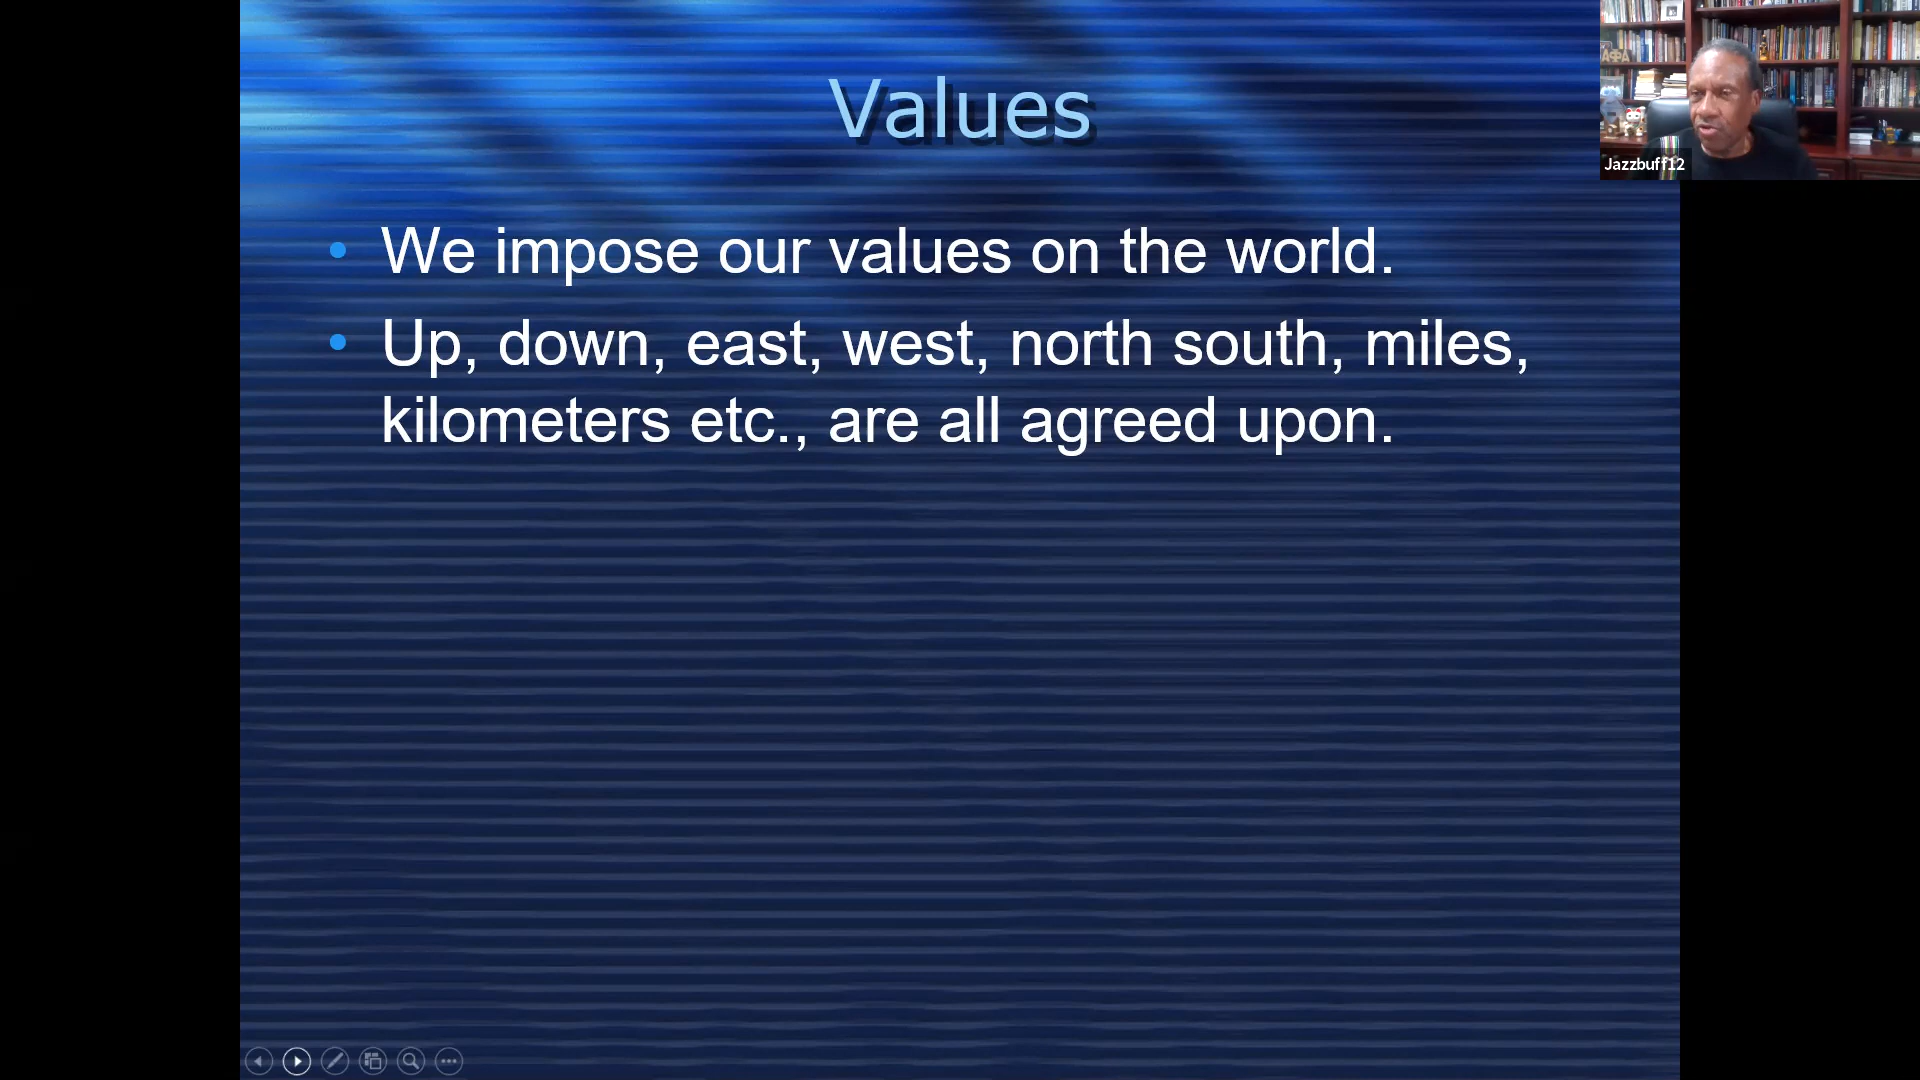 Values
Jazzbuff12
• We impose our values on the world.
• Up, down, east, west, north south, miles,
kilometers etc., are all agreed upon.